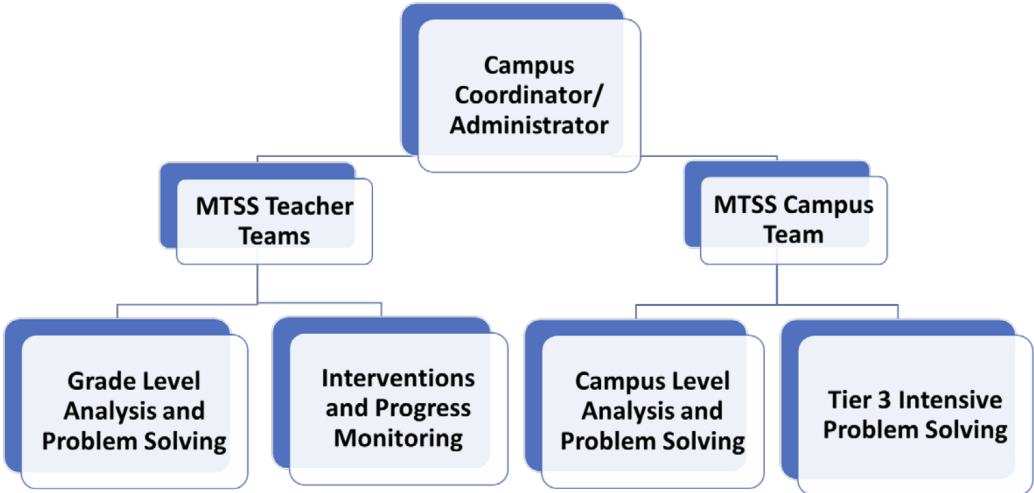 Campus
Coordinator/
Administrator
MTSS Teacher
Teams
MTSS Campus
Team
Grade Level
Analysis and
Problem Solving
Interventions
and Progress
Monitoring
Campus Level
Analysis and
Problem Solving
Tier 3 Intensive
Problem Solving